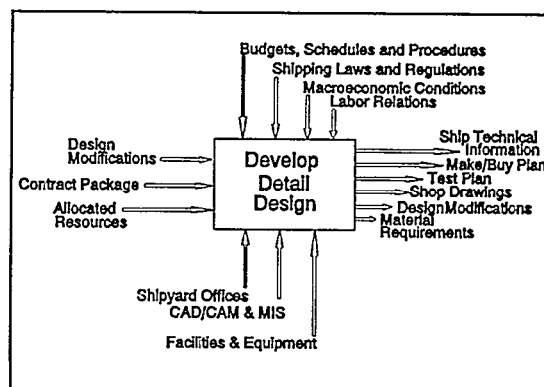 Budgets, Schedules and Procedures
Shipping Laws and Regulations
Macroeconomic Conditions
Labor Relations
Design
Modifications
Contract Package
Allocated
Resources
Develop
Detail
Design
Ship Technical
Information
Make/Buy Plan
Test Plan
Shop Drawings
Design Modifications
Material
Requirements
Shipyard Offices
CAD/CAM & MIS
Facilities & Equipment